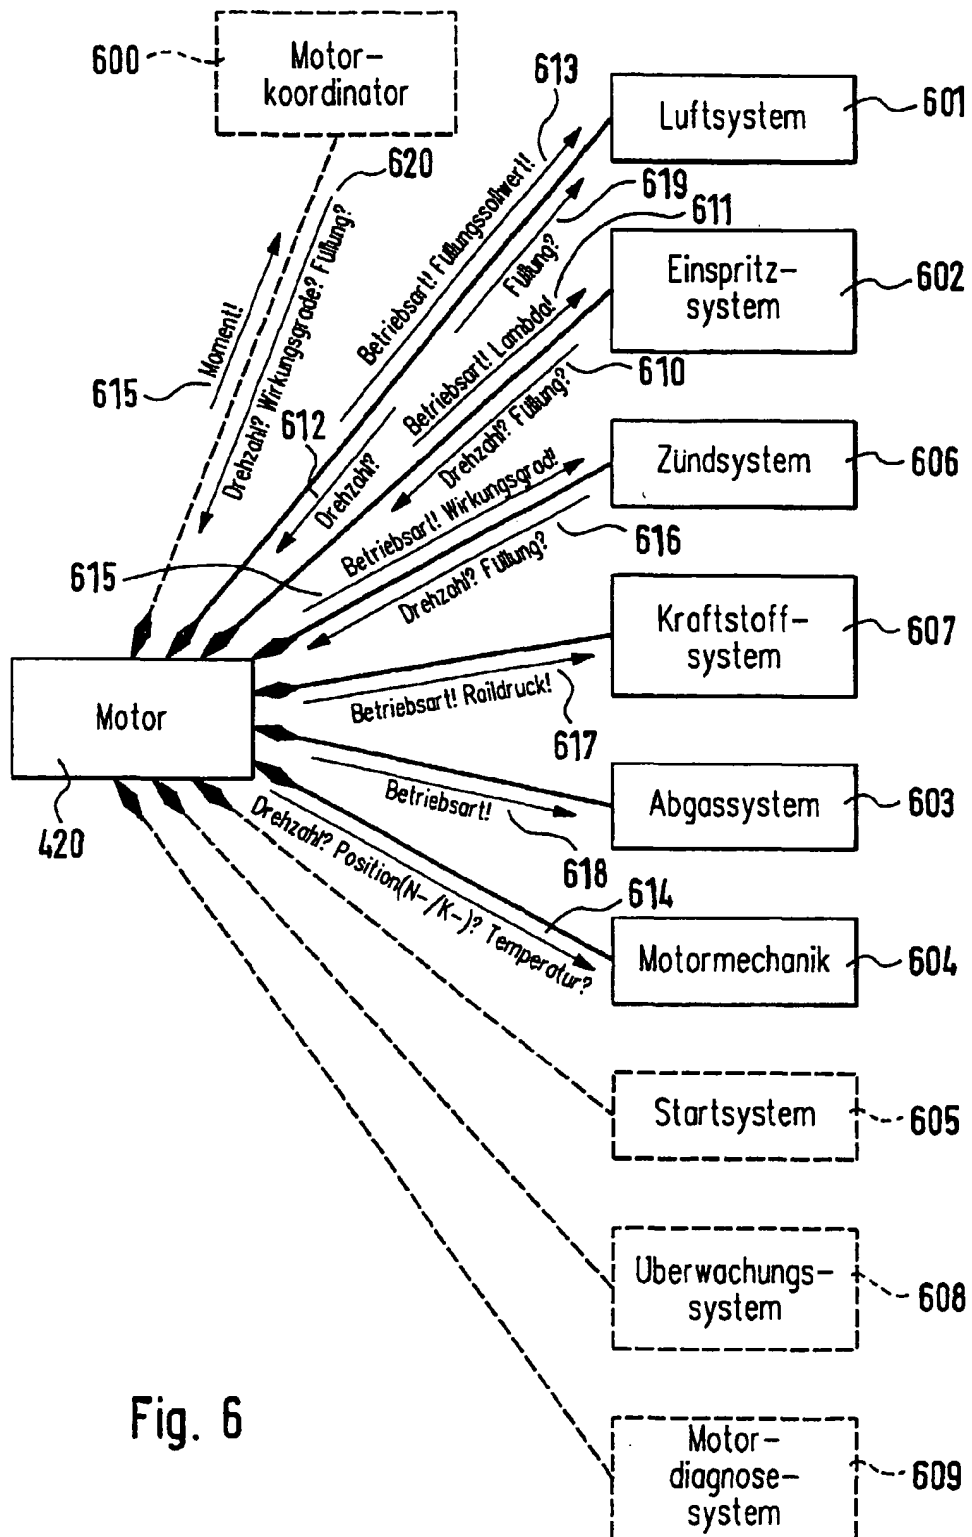 600
Motor-
koordinator
613
Luftsystem
601
620
619
611
Einspritz-
system
602
Betriebsart! Füllungssollwert!
Füllung?
Moment!
Drehzahl? Wirkungsgrade? Füllung?
615
612
Drehzahl?
Betriebsart! Lambda!
Drehzahl? Füllung?
610
Zündsystem
606
Betriebsart! Wirkungsgrad!
Drehzahl? Füllung?
616
615
Kraftstoff-
system
607
Betriebsart! Raildruck!
617
Motor
420
Betriebsart!
618
Abgassystem
603
Drehzahl? Position(N-/K-)? Temperatur?
614
Motormechanik
604
Startsystem
605
Überwachungs-
system
608
Fig. 6
Motor-
diagnose-
system
609